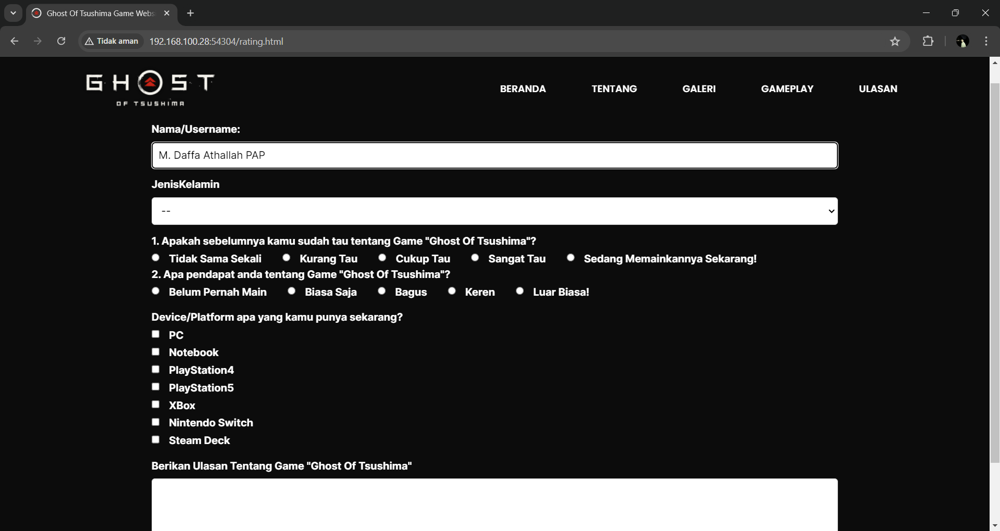 Ghost Of Tsushima Game Webs
Tidak aman
192.168.100.28:54304/rating.html
GHOST
OF TSUSHIMA
BERANDA TENTANG GALERI GAMEPLAY ULASAN
Nama/Username:
M. Daffa Athallah PAP
JenisKelamin
--
1. Apakah sebelumnya kamu sudah tau tentang Game "Ghost Of Tsushima"?
Tidak Sama Sekali Kurang Tau Cukup Tau Sangat Tau Sedang Memainkannya Sekarang!
2. Apa pendapat anda tentang Game "Ghost Of Tsushima"?
Belum Pernah Main Biasa Saja Bagus Keren Luar Biasa!
Device/Platform apa yang kamu punya sekarang?
PC
Notebook
PlayStation4
PlayStation5
XBox
Nintendo Switch
Steam Deck
Berikan Ulasan Tentang Game "Ghost Of Tsushima"